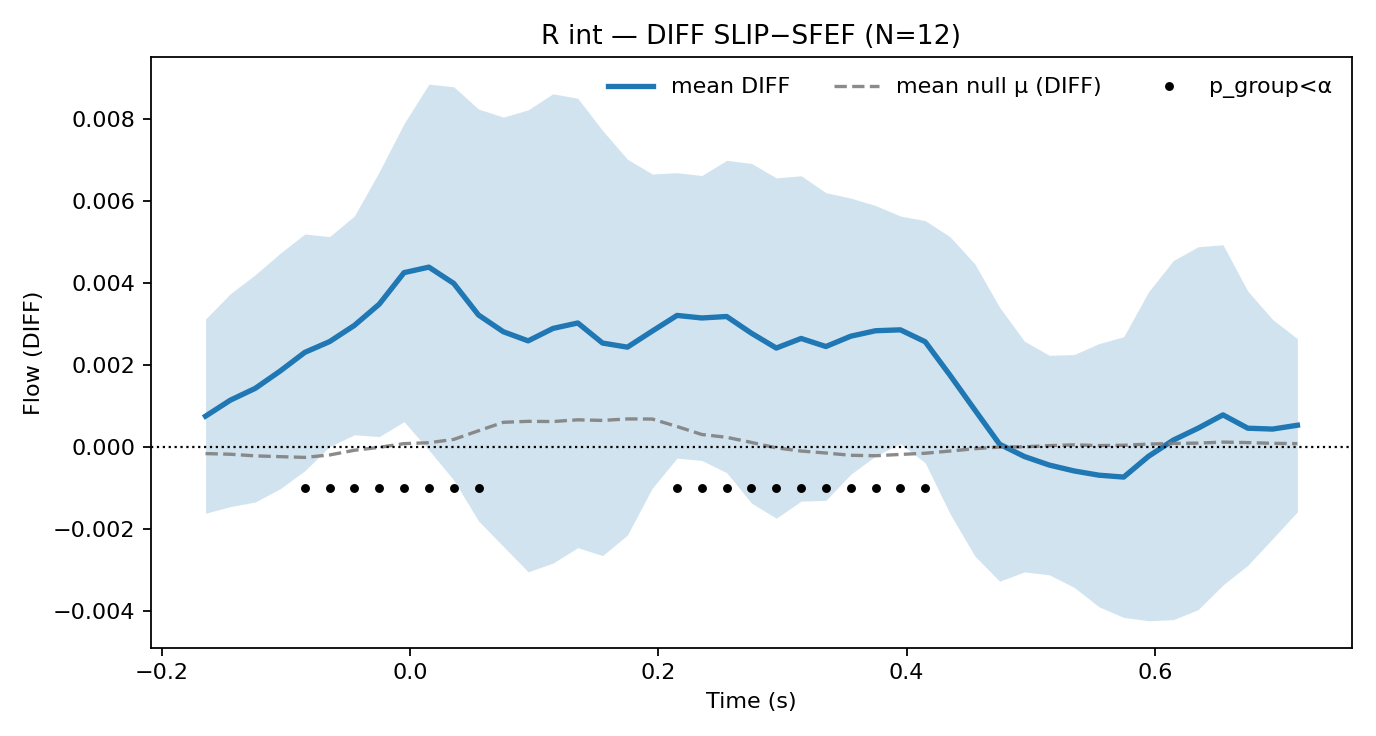 R int — DIFF SLIP−SFEF (N=12)
mean DIFF
mean null μ (DIFF)
p_group<α
Flow (DIFF)
0.008
0.006
0.004
0.002
0.000
−0.002
−0.004
−0.2
0.0
0.2
0.4
0.6
Time (s)